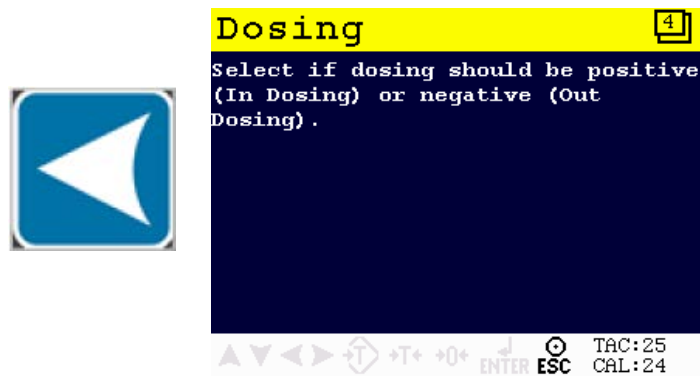 Dosing
4
Select if dosing should be positive
(In Dosing) or negative (Out
Dosing).
T →T← →0← ENTER ESC TAC:25
CAL:24